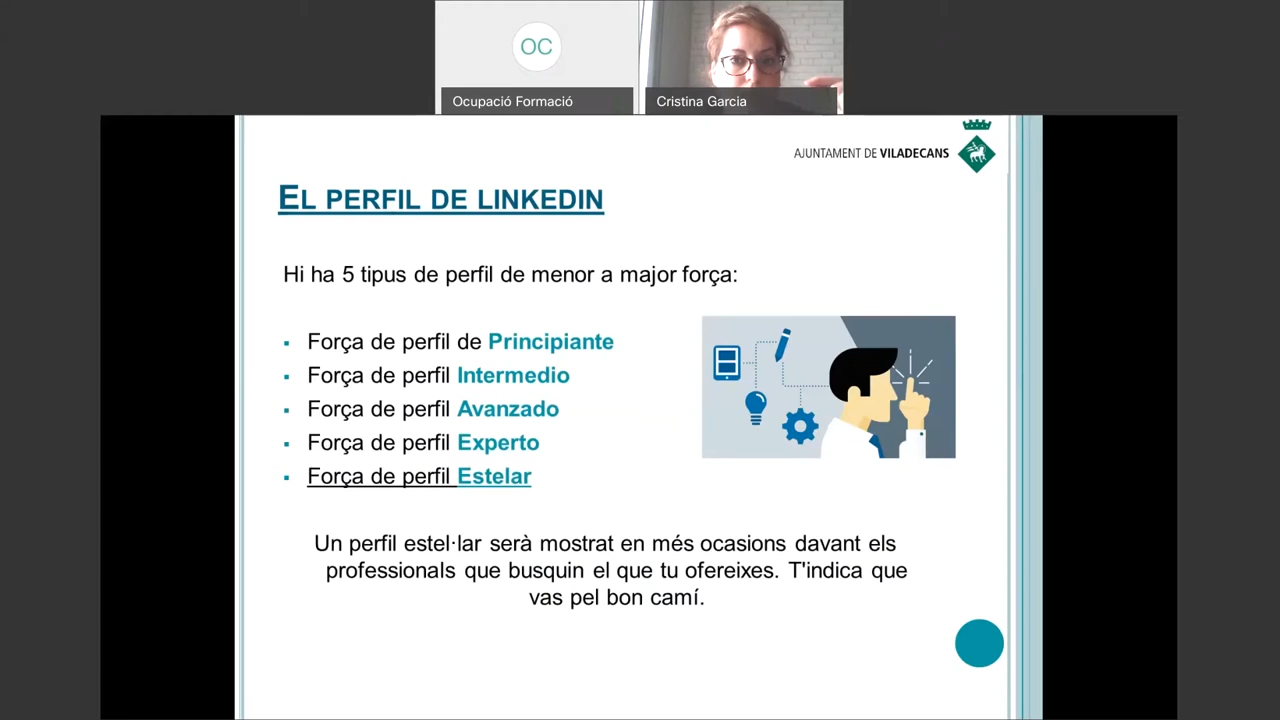 OC
Ocupació Formació
Cristina Garcia
AJUNTAMENT DE VILADECANS
EL PERFIL DE LINKEDIN
Hi ha 5 tipus de perfil de menor a major força:
▪ Força de perfil de Principiante
▪ Força de perfil Intermedio
▪ Força de perfil Avanzado
▪ Força de perfil Experto
▪ Força de perfil Estelar
Un perfil estel·lar serà mostrat en més ocasions davant els
professionals que busquin el que tu ofereixes. T'indica que
vas pel bon camí.